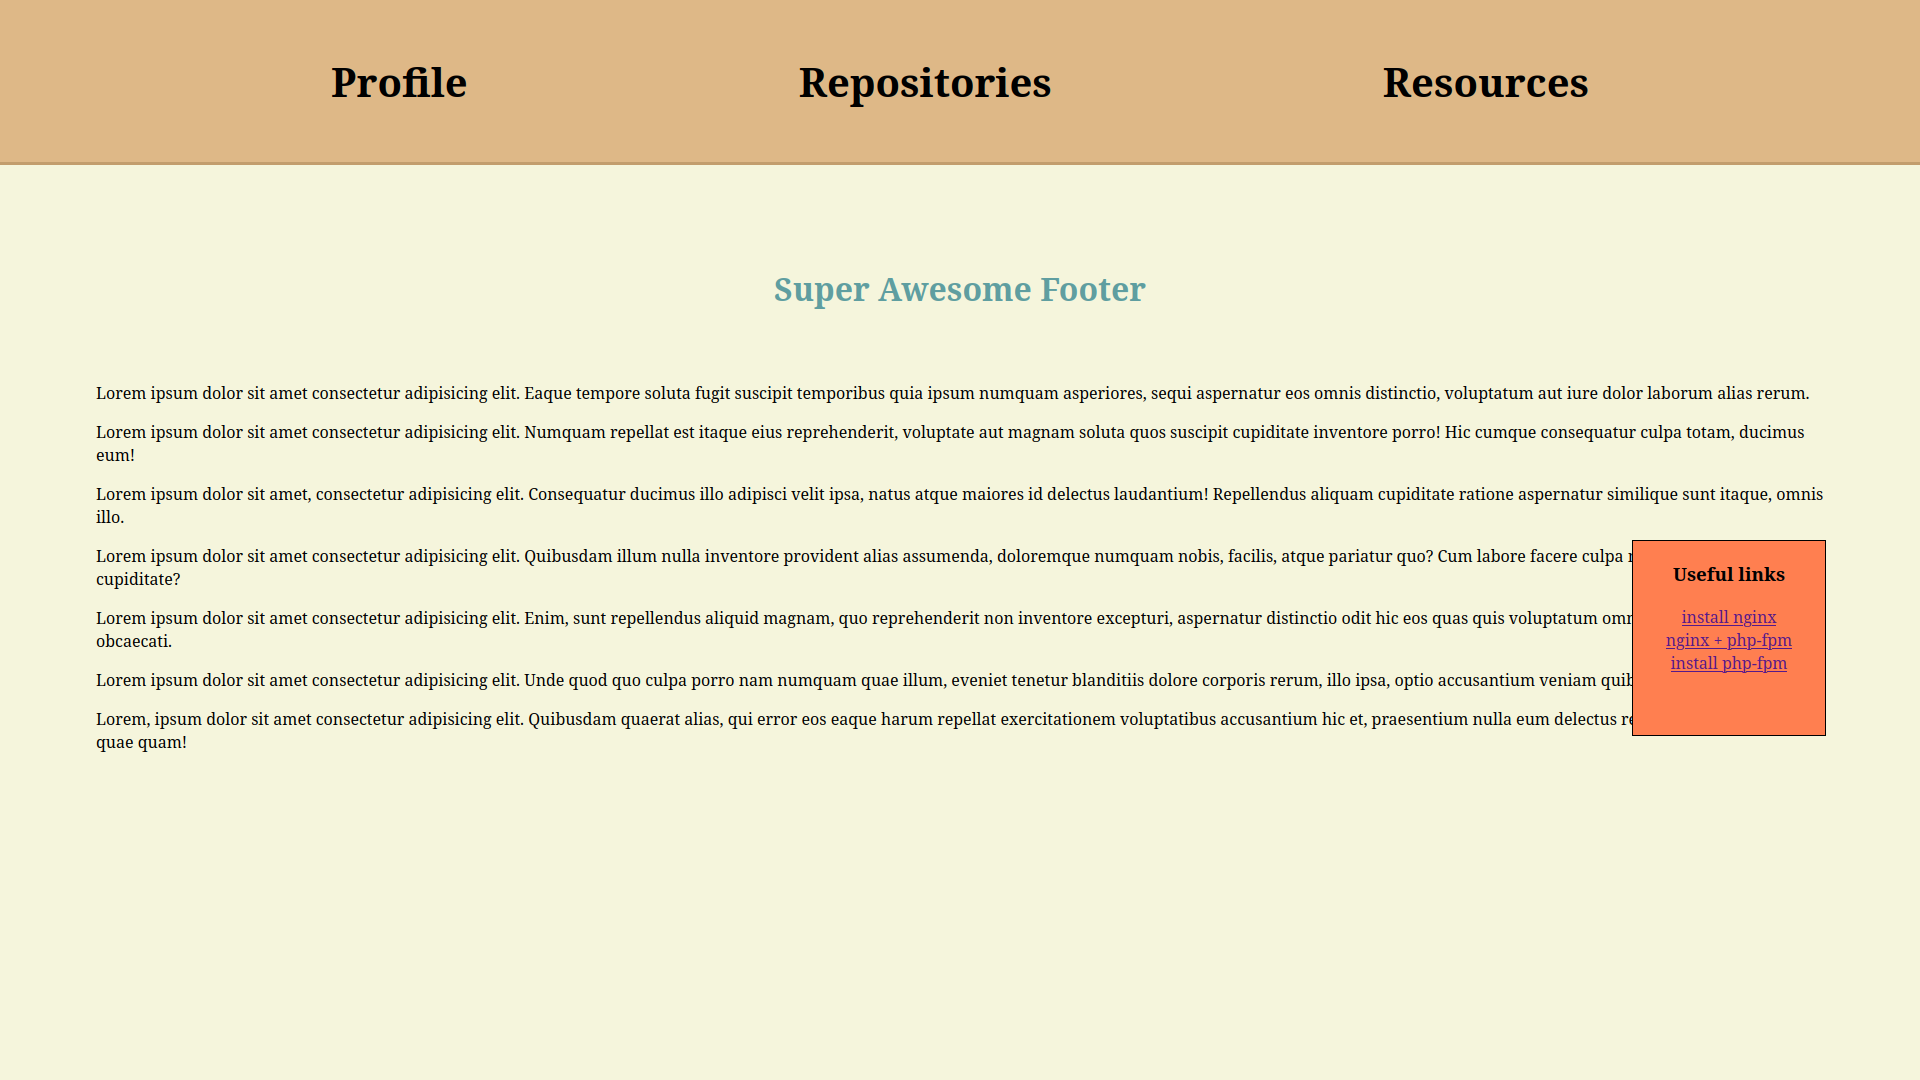 Profile
Repositories
Resources
Super Awesome Footer
Lorem ipsum dolor sit amet consectetur adipisicing elit. Eaque tempore soluta fugit suscipit temporibus quia ipsum numquam asperiores, sequi aspernatur eos omnis distinctio, voluptatum aut iure dolor laborum alias rerum.
Lorem ipsum dolor sit amet consectetur adipisicing elit. Numquam repellat est itaque eius reprehenderit, voluptate aut magnam soluta quos suscipit cupiditate inventore porro! Hic cumque consequatur culpa totam, ducimus
eum!
Lorem ipsum dolor sit amet, consectetur adipisicing elit. Consequatur ducimus illo adipisci velit ipsa, natus atque maiores id delectus laudantium! Repellendus aliquam cupiditate ratione aspernatur similique sunt itaque, omnis
illo.
Lorem ipsum dolor sit amet consectetur adipisicing elit. Quibusdam illum nulla inventore provident alias assumenda, doloremque numquam nobis, facilis, atque pariatur quo? Cum labore facere culpa
cupiditate?
Lorem ipsum dolor sit amet consectetur adipisicing elit. Enim, sunt repellendus aliquid magnam, quo reprehenderit non inventore excepturi, aspernatur distinctio odit hic eos quas quis voluptatum
obcaecati.
Lorem ipsum dolor sit amet consectetur adipisicing elit. Unde quod quo culpa porro nam numquam quae illum, eveniet tenetur blanditiis dolore corporis rerum, illo ipsa, optio accusantium veniam
Lorem, ipsum dolor sit amet consectetur adipisicing elit. Quibusdam quaerat alias, qui error eos eaque harum repellat exercitationem voluptatibus accusantium hic et, praesentium nulla eum delectus
quae quam!
Useful links
install nginx
nginx + php-fpm
install php-fpm